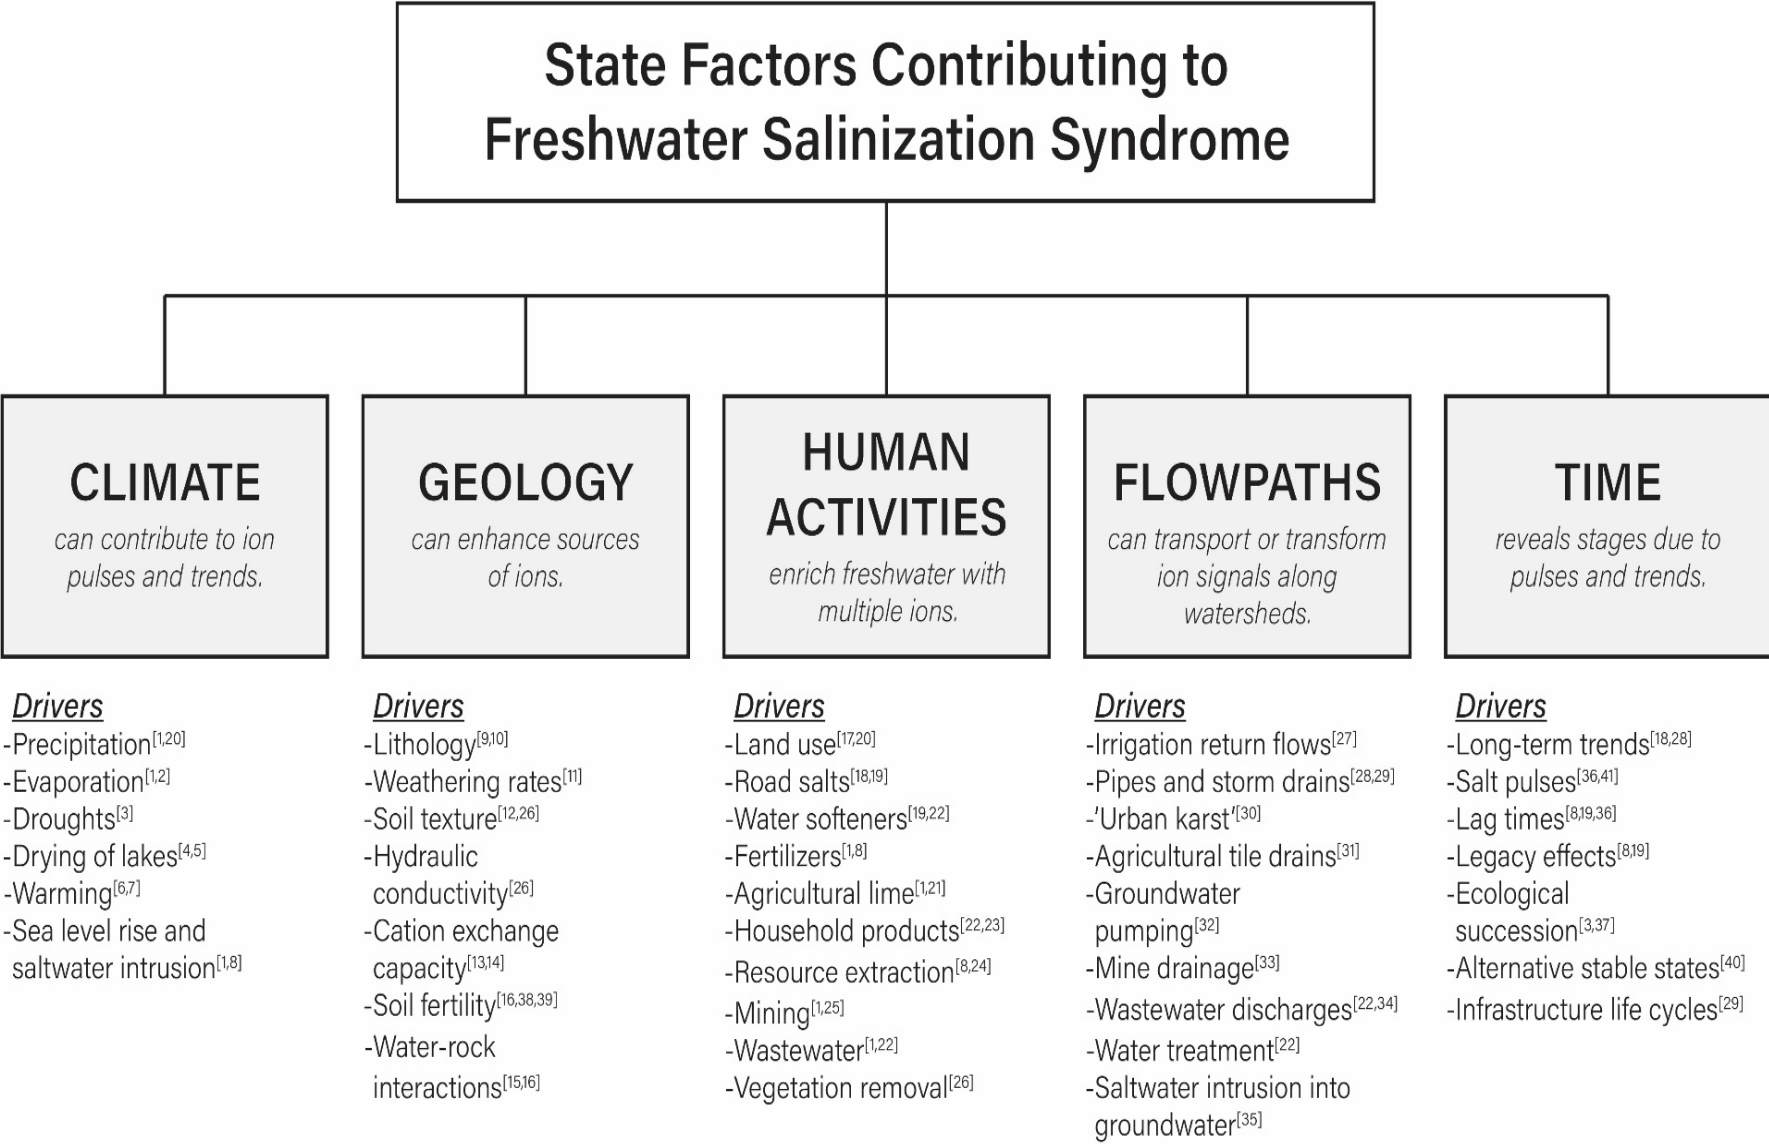 State Factors Contributing to
Freshwater Salinization Syndrome
CLIMATE
can contribute to ion
pulses and trends.
Drivers
-Precipitation[1,20]
-Evaporation[1,2]
-Droughts[3]
-Drying of lakes[4,5]
-Warming[6,7]
-Sea level rise and
saltwater intrusion[1,8]
GEOLOGY
can enhance sources
of ions.
Drivers
-Lithology[9,10]
-Weathering rates[11]
-Soil texture[12,26]
-Hydraulic
conductivity[26]
-Cation exchange
capacity[13,14]
-Soil fertility[16,38,39]
-Water-rock
interactions[15,16]
HUMAN
ACTIVITIES
enrich freshwater with
multiple ions.
Drivers
-Land use[17,20]
-Road salts[18,19]
-Water softeners[19,22]
-Fertilizers[1,8]
-Agricultural lime[1,21]
-Household products[22,23]
-Resource extraction[8,24]
-Mining[1,25]
-Wastewater[1,22]
-Vegetation removal[26]
FLOWPATHS
can transport or transform
ion signals along
watersheds.
Drivers
-Irrigation return flows[27]
-Pipes and storm drains[28,29]
-'Urban karst'[30]
-Agricultural tile drains[31]
-Groundwater
pumping[32]
-Mine drainage[33]
-Wastewater discharges[22,34]
-Water treatment[22]
-Saltwater intrusion into
groundwater[35]
TIME
reveals stages due to
pulses and trends.
Drivers
-Long-term trends[18,28]
-Salt pulses[36,41]
-Lag times[8,19,36]
-Legacy effects[8,19]
-Ecological
succession[3,37]
-Alternative stable states[40]
-Infrastructure life cycles[29]